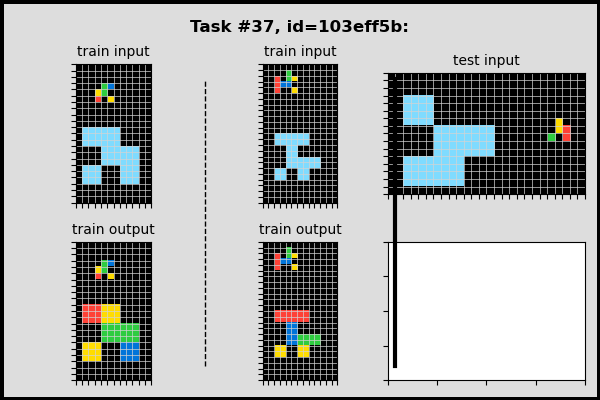 Task #37, id=103eff5b:
train input
train input
test input
train output
train output